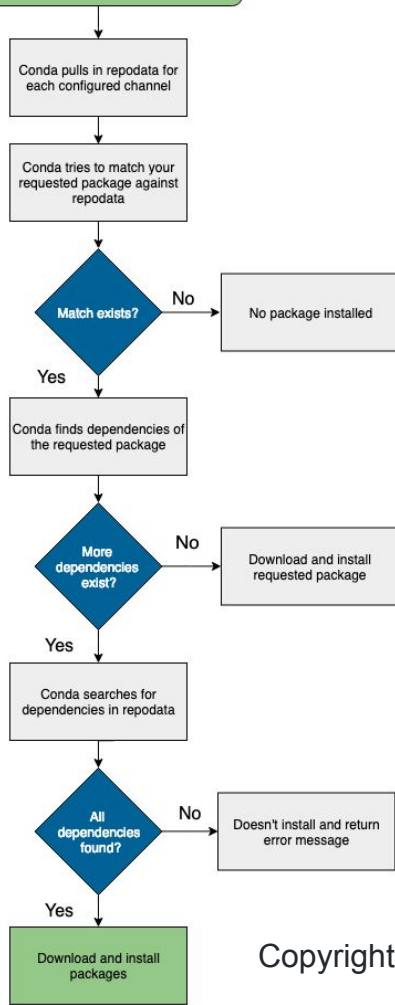 Conda pulls in repodata for
each configured channel
Conda tries to match your
requested package against
repodata
Match exists?
No
No package installed
Yes
Conda finds dependencies of
the requested package
More
dependencies
exist?
No
Download and install
requested package
Yes
Conda searches for
dependencies in repodata
All
dependencies
found?
No
Doesn't install and return
error message
Yes
Download and install
packages
Copyright